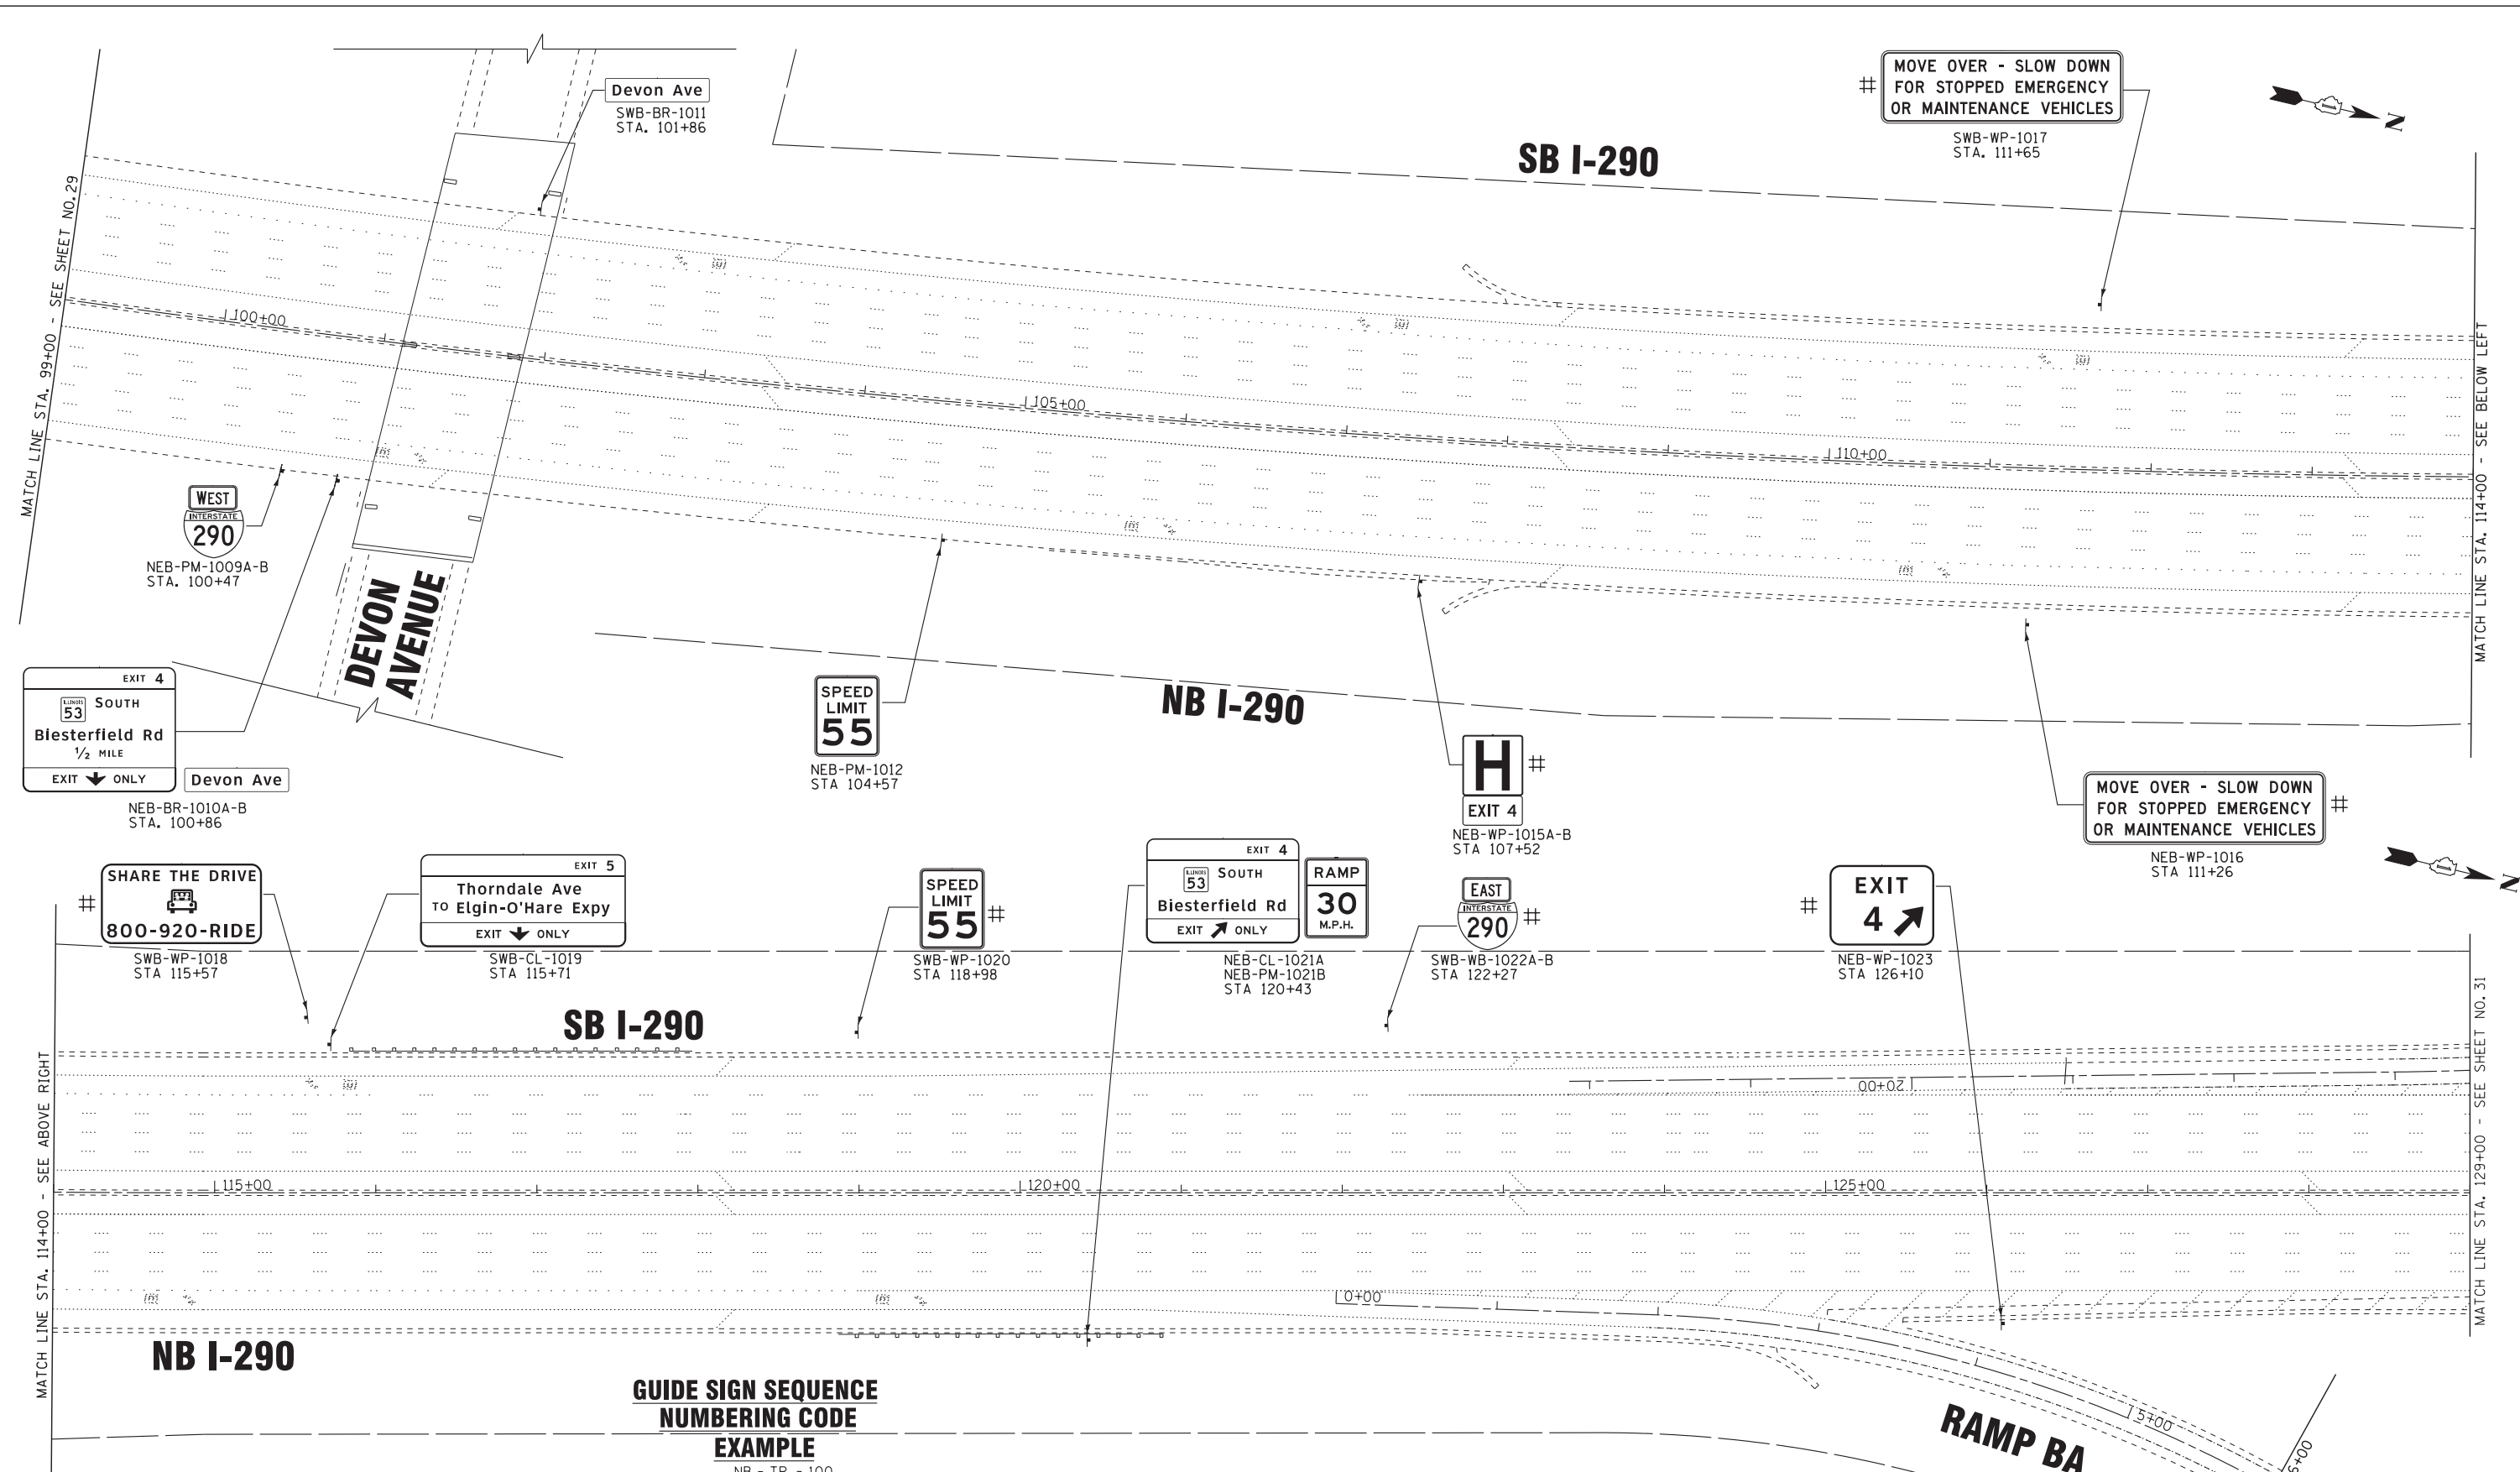 Devon Ave
SWB-BR-1011
STA. 101+86
MOVE OVER - SLOW DOWN
FOR STOPPED EMERGENCY
OR MAINTENANCE VEHICLES
#
SWB-WP-1017
STA. 111+65
N
SB I-290
MATCH LINE STA. 99+00 - SEE SHEET NO. 29
100+00
105+00
110+00
MATCH LINE STA. 114+00 - SEE BELOW LEFT
WEST
INTERSTATE
290
NEB-PM-1009A-B
STA. 100+47
DEVON
AVENUE
EXIT 4
ILLINOIS
53 SOUTH
Biesterfield Rd
1/2 MILE
EXIT ONLY
Devon Ave
NEB-BR-1010A-B
STA. 100+86
SPEED
LIMIT
55
NEB-PM-1012
STA 104+57
NB I-290
H
#
EXIT 4
NEB-WP-1015A-B
STA 107+52
MOVE OVER - SLOW DOWN
FOR STOPPED EMERGENCY
OR MAINTENANCE VEHICLES
#
NEB-WP-1016
STA 111+26
N
#
SHARE THE DRIVE
800-920-RIDE
SWB-WP-1018
STA 115+57
EXIT 5
Thorndale Ave
TO Elgin-O'Hare Expy
EXIT ONLY
SWB-CL-1019
STA 115+71
SPEED
LIMIT
55
#
SWB-WP-1020
STA 118+98
EXIT 4
ILLINOIS
53 SOUTH
Biesterfield Rd
EXIT ONLY
RAMP
30
M.P.H.
NEB-CL-1021A
NEB-PM-1021B
STA 120+43
EAST
INTERSTATE
290
#
SWB-WB-1022A-B
STA 122+27
#
EXIT
4
NEB-WP-1023
STA 126+10
SB I-290
MATCH LINE STA. 114+00 - SEE ABOVE RIGHT
20+00
115+00
120+00
125+00
0+00
MATCH LINE STA. 129+00 - SEE SHEET NO. 31
NB I-290
GUIDE SIGN SEQUENCE
NUMBERING CODE
EXAMPLE
NB - TP - 100
RAMP BA
5+00